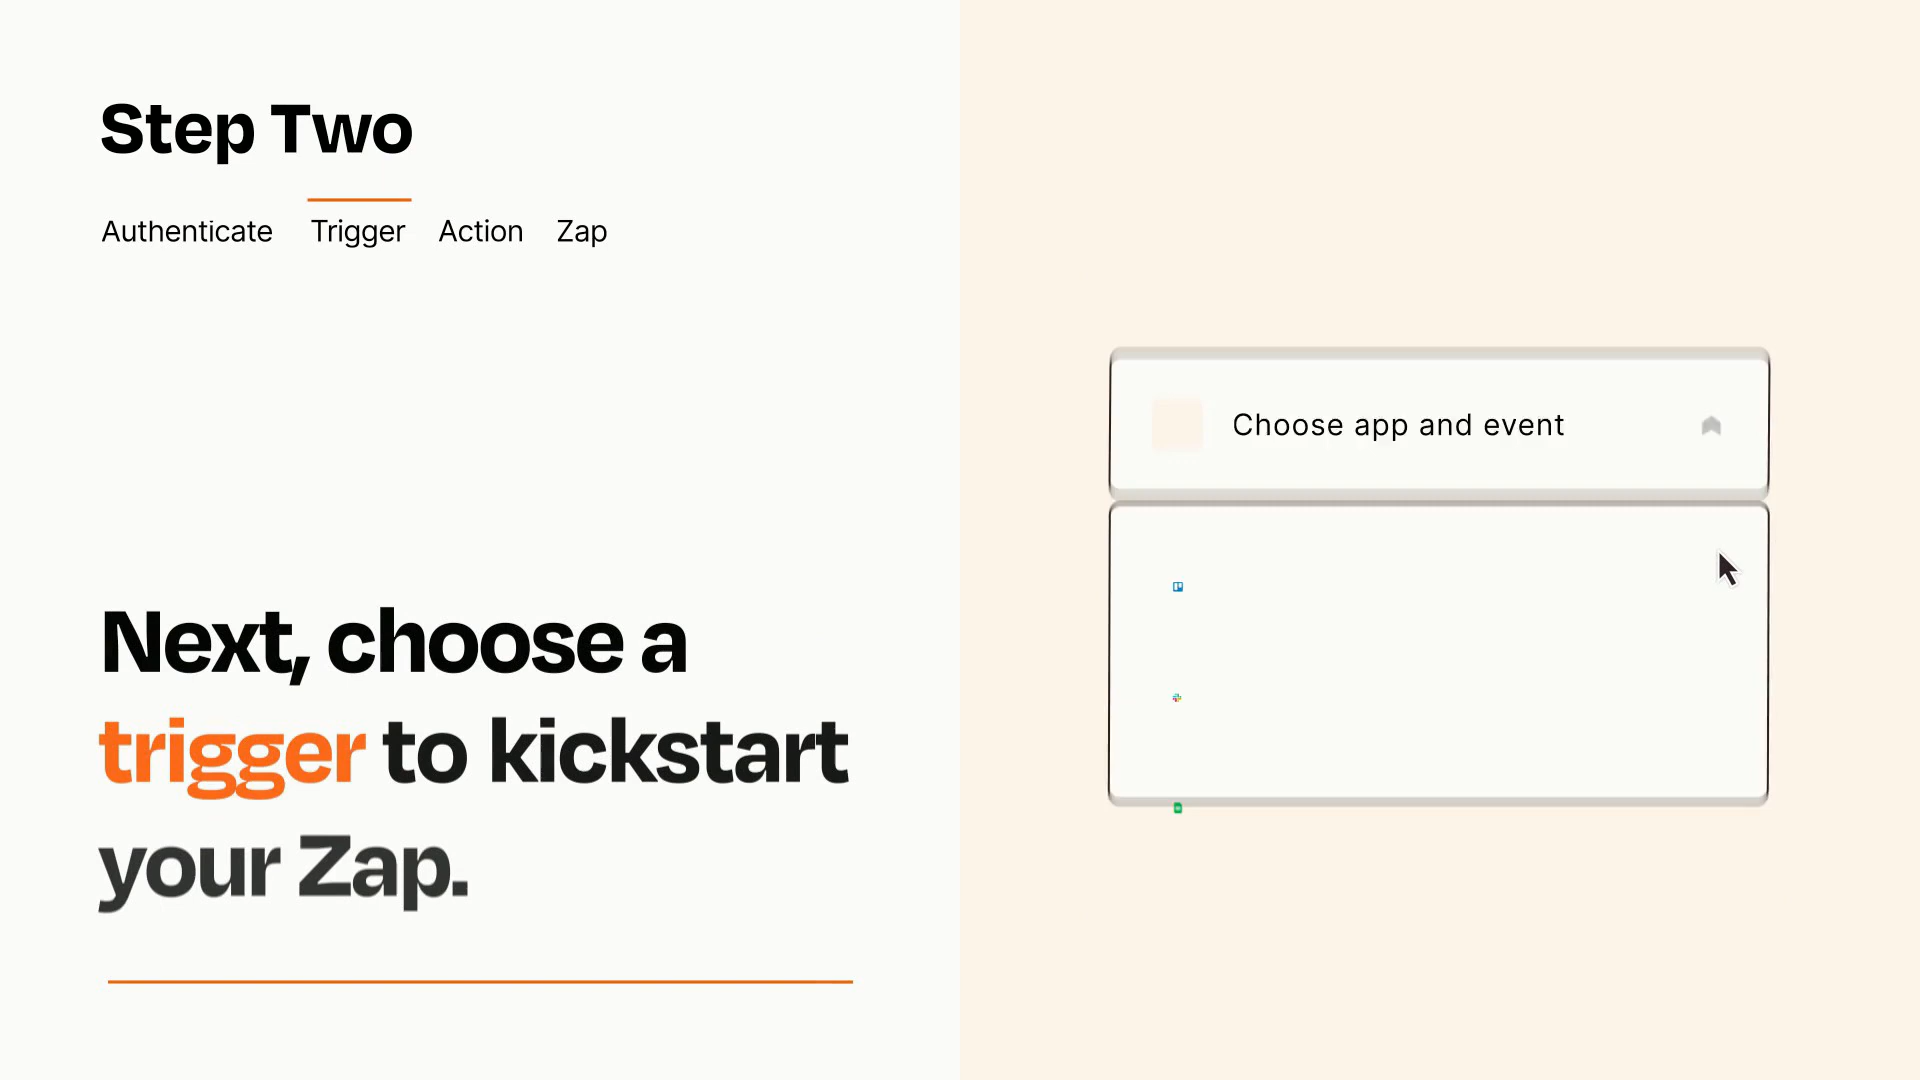 Step Two
Authenticate Trigger Action Zap
Next, choose a
trigger to kickstart
your Zap.
Choose app and event